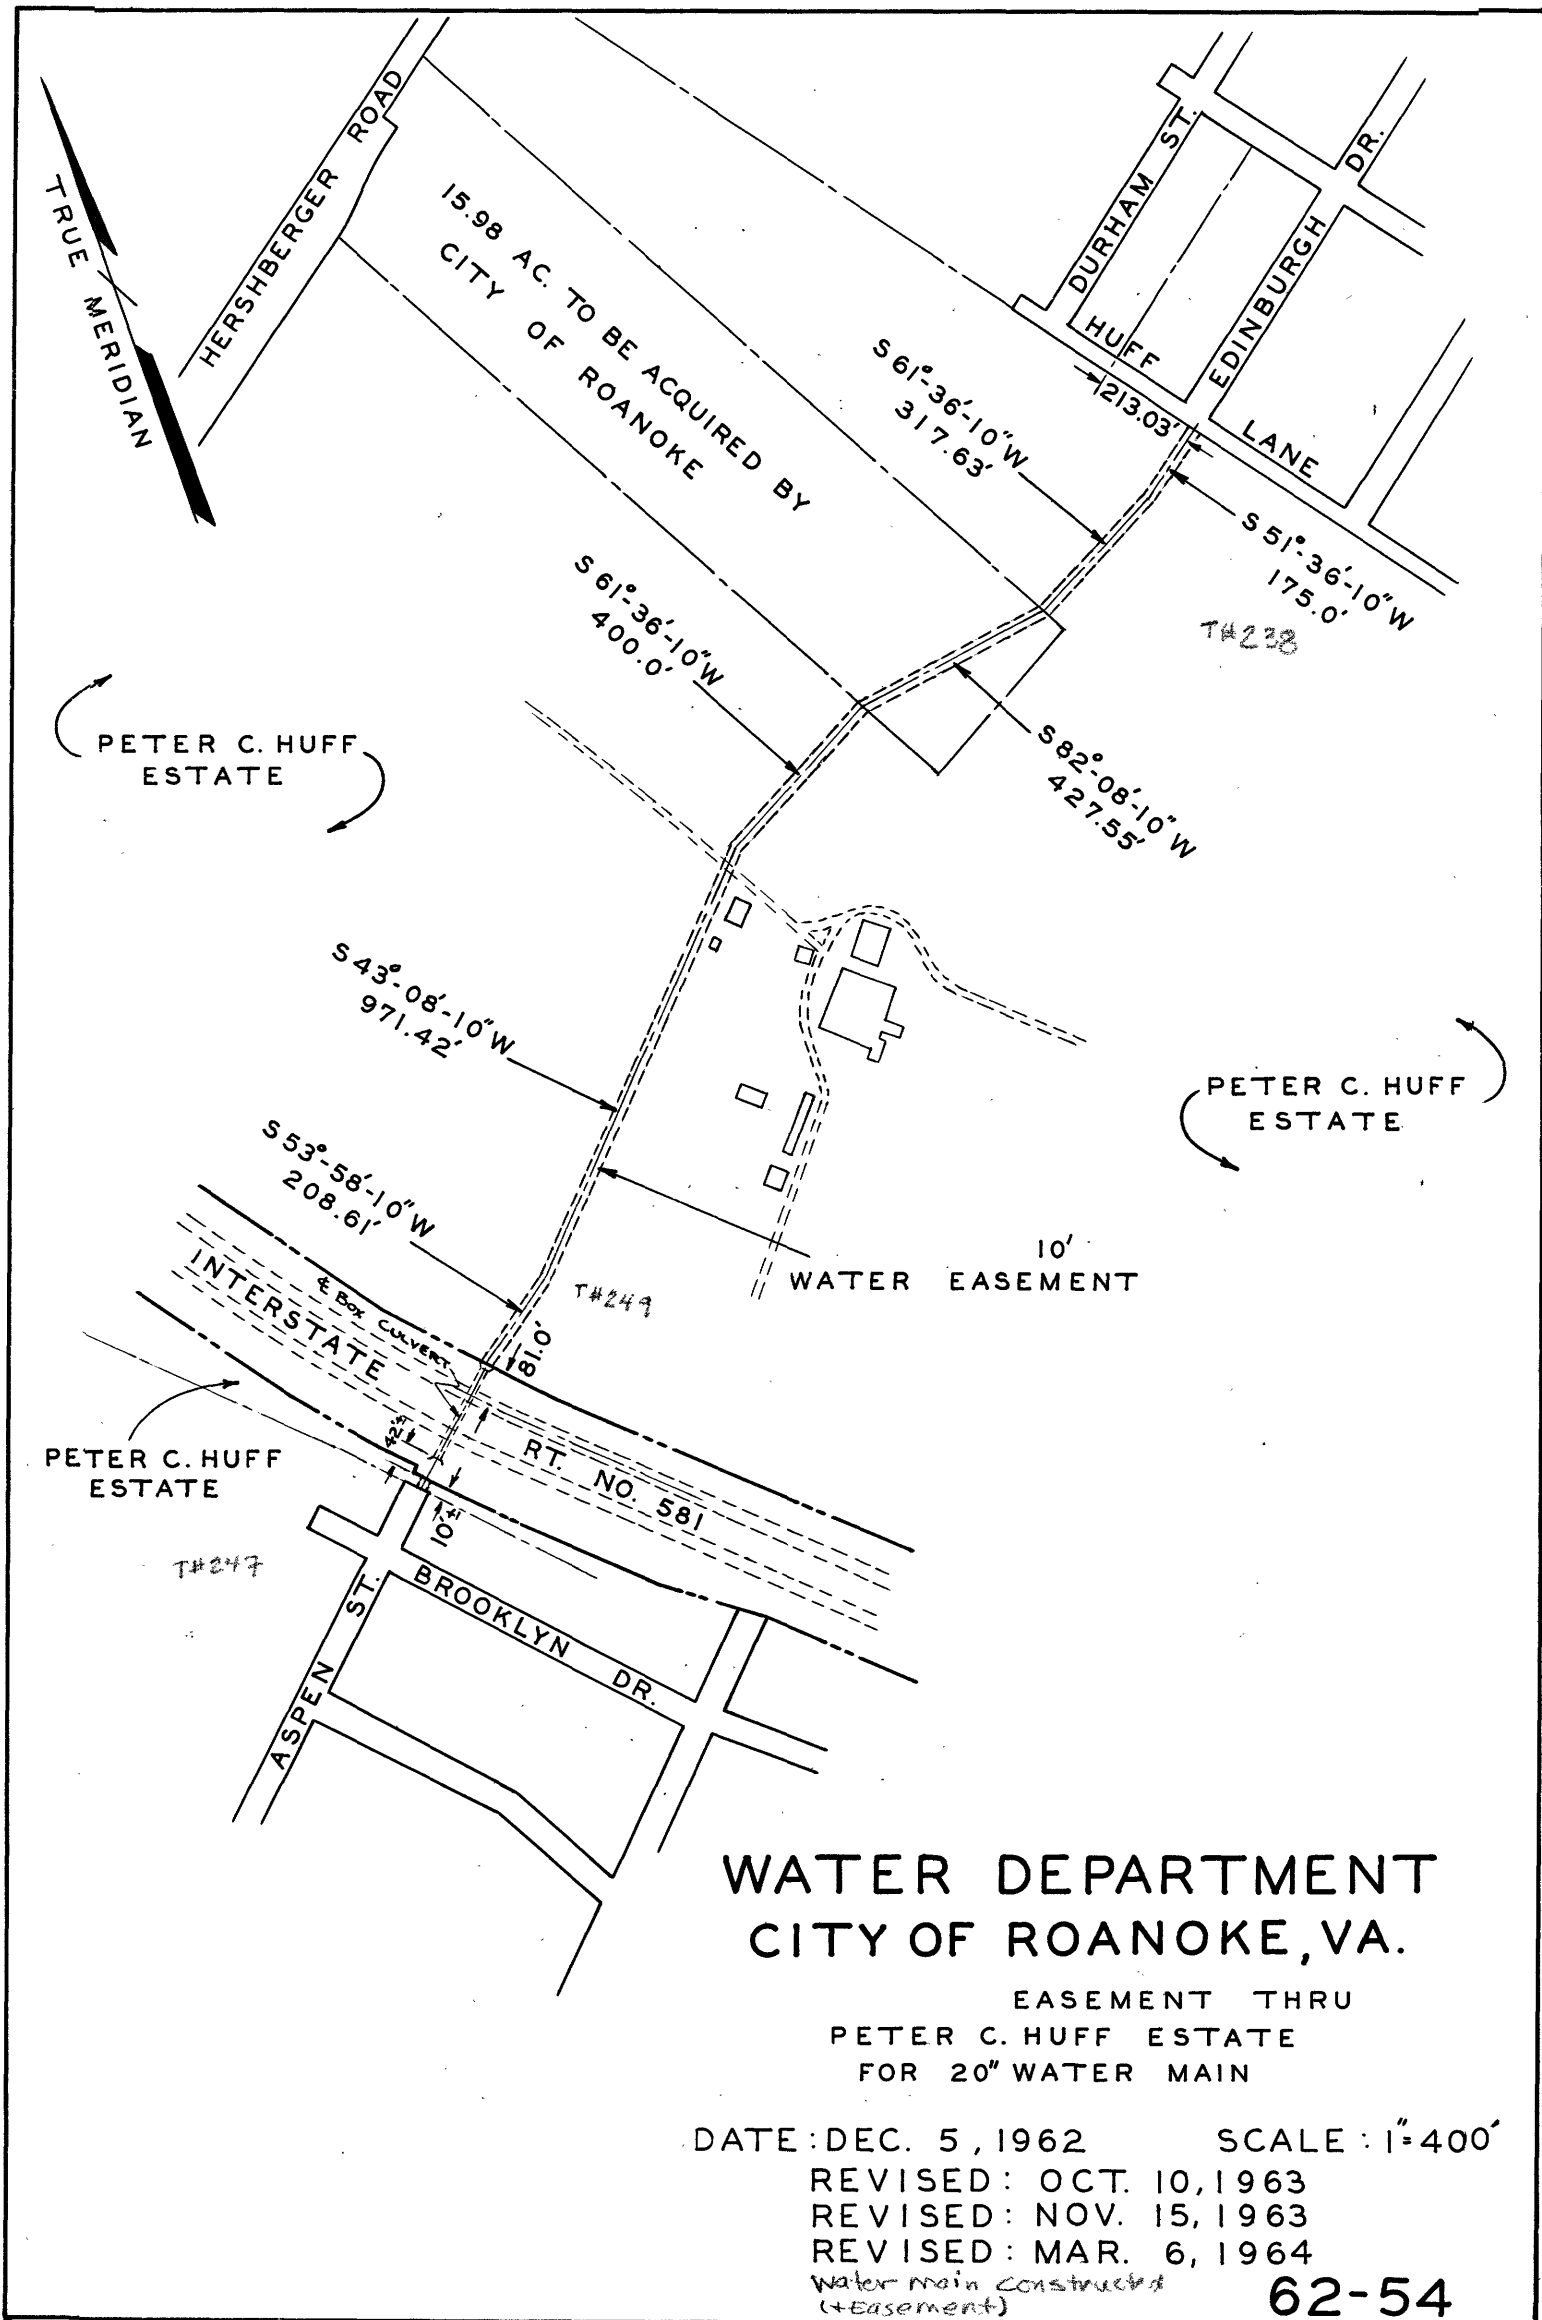 TRUE MERIDIAN
HERSHBERGER ROAD
15.98 AC. TO BE ACQUIRED BY
CITY OF ROANOKE
DURHAM ST.
EDINBURGH DR.
HUFF LANE
213.03'
S 61°-36'-10" W
317.63'
S 51°-36'-10" W
175.0'
T#238
S 61°-36'-10" W
400.0'
S 82°-08'-10" W
427.55'
PETER C. HUFF
ESTATE
S 43°-08'-10" W
971.42'
PETER C. HUFF
ESTATE
S 53°-58'-10" W
208.61'
10'
WATER EASEMENT
T#249
81.0'
℄ BOX CULVERT
INTERSTATE
RT. NO. 581
42'±
10'±
PETER C. HUFF
ESTATE
T#247
BROOKLYN DR.
ASPEN ST.
WATER DEPARTMENT
CITY OF ROANOKE, VA.
EASEMENT THRU
PETER C. HUFF ESTATE
FOR 20" WATER MAIN
DATE: DEC. 5, 1962 SCALE: 1"=400'
REVISED: OCT. 10, 1963
REVISED: NOV. 15, 1963
REVISED: MAR. 6, 1964
Water main constructed
(+Easement)
62-54